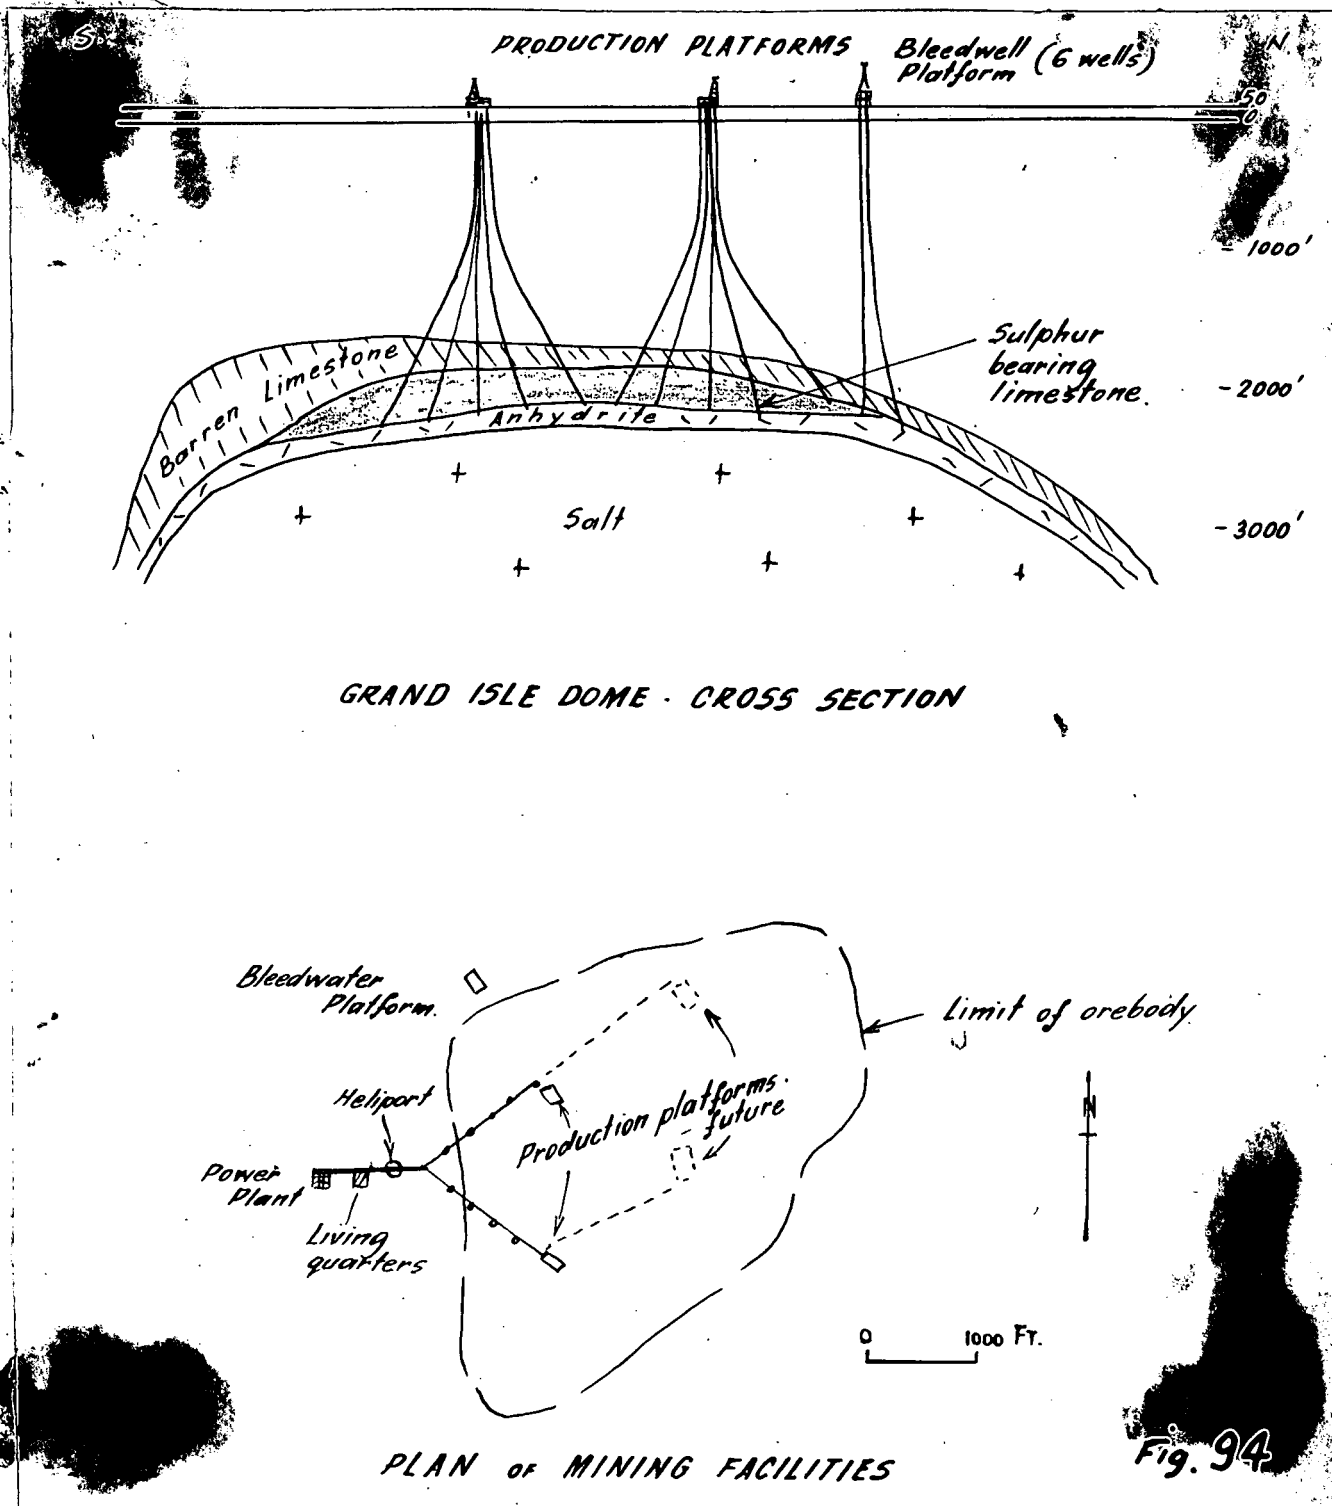 S.
PRODUCTION PLATFORMS
Bleedwell (6 wells)
Platform
N.
50
0
- 1000'
Sulphur
bearing
limestone.
- 2000'
Barren Limestone
Anhydrite
Salt
- 3000'
GRAND ISLE DOME - CROSS SECTION
Bleedwater
Platform.
Limit of orebody
Heliport
Production platforms.
- future
N
Power
Plant
Living
quarters
0 1000 FT.
Fig. 94
PLAN OF MINING FACILITIES